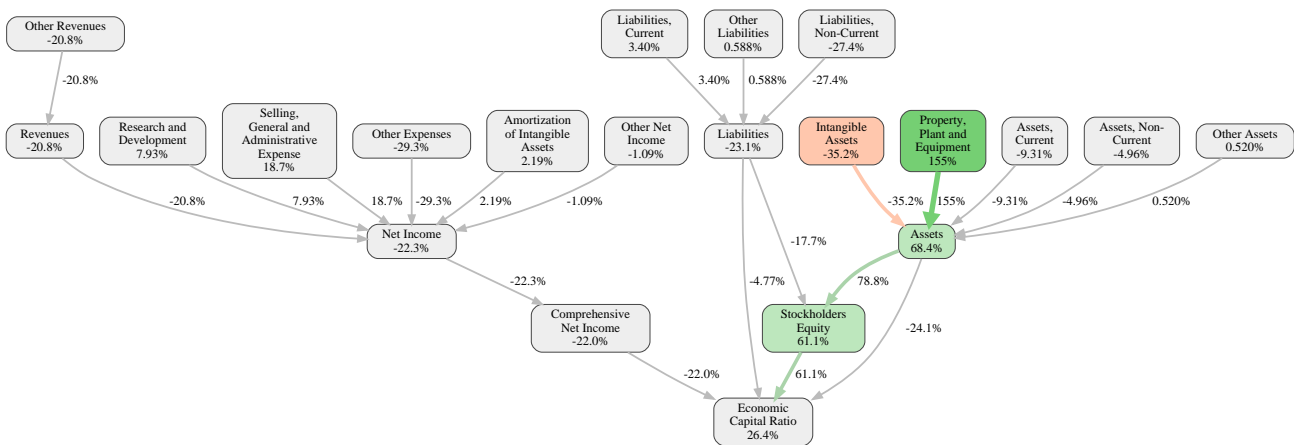 Other Revenues
-20.8%
Liabilities,
Current
3.40%
Other
Liabilities
0.588%
Liabilities,
Non-Current
-27.4%
-20.8%
3.40%
0.588%
-27.4%
Revenues
-20.8%
Research and
Development
7.93%
Selling,
General and
Administrative
Expense
18.7%
Other Expenses
-29.3%
Amortization
of Intangible
Assets
2.19%
Other Net
Income
-1.09%
Liabilities
-23.1%
Intangible
Assets
-35.2%
Property,
Plant and
Equipment
155%
Assets,
Current
-9.31%
Assets, Non-
Current
-4.96%
Other Assets
0.520%
-20.8%
7.93%
18.7%
-29.3%
2.19%
-1.09%
-35.2%
155%
-9.31%
-4.96%
0.520%
Net Income
-22.3%
Assets
68.4%
-22.3%
-4.77%
-17.7%
78.8%
-24.1%
Comprehensive
Net Income
-22.0%
Stockholders
Equity
61.1%
-22.0%
61.1%
Economic
Capital Ratio
26.4%